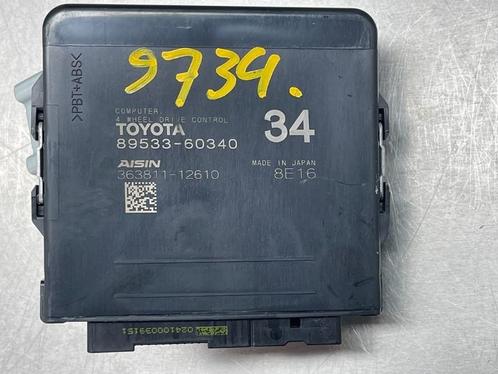 9734.
>PBT+ABS<
COMPUTER,
4 WHEEL DRIVE CONTROL
TOYOTA
89533-60340
34
AISIN
363811-12610
MADE IN JAPAN
8E16
0241000039151